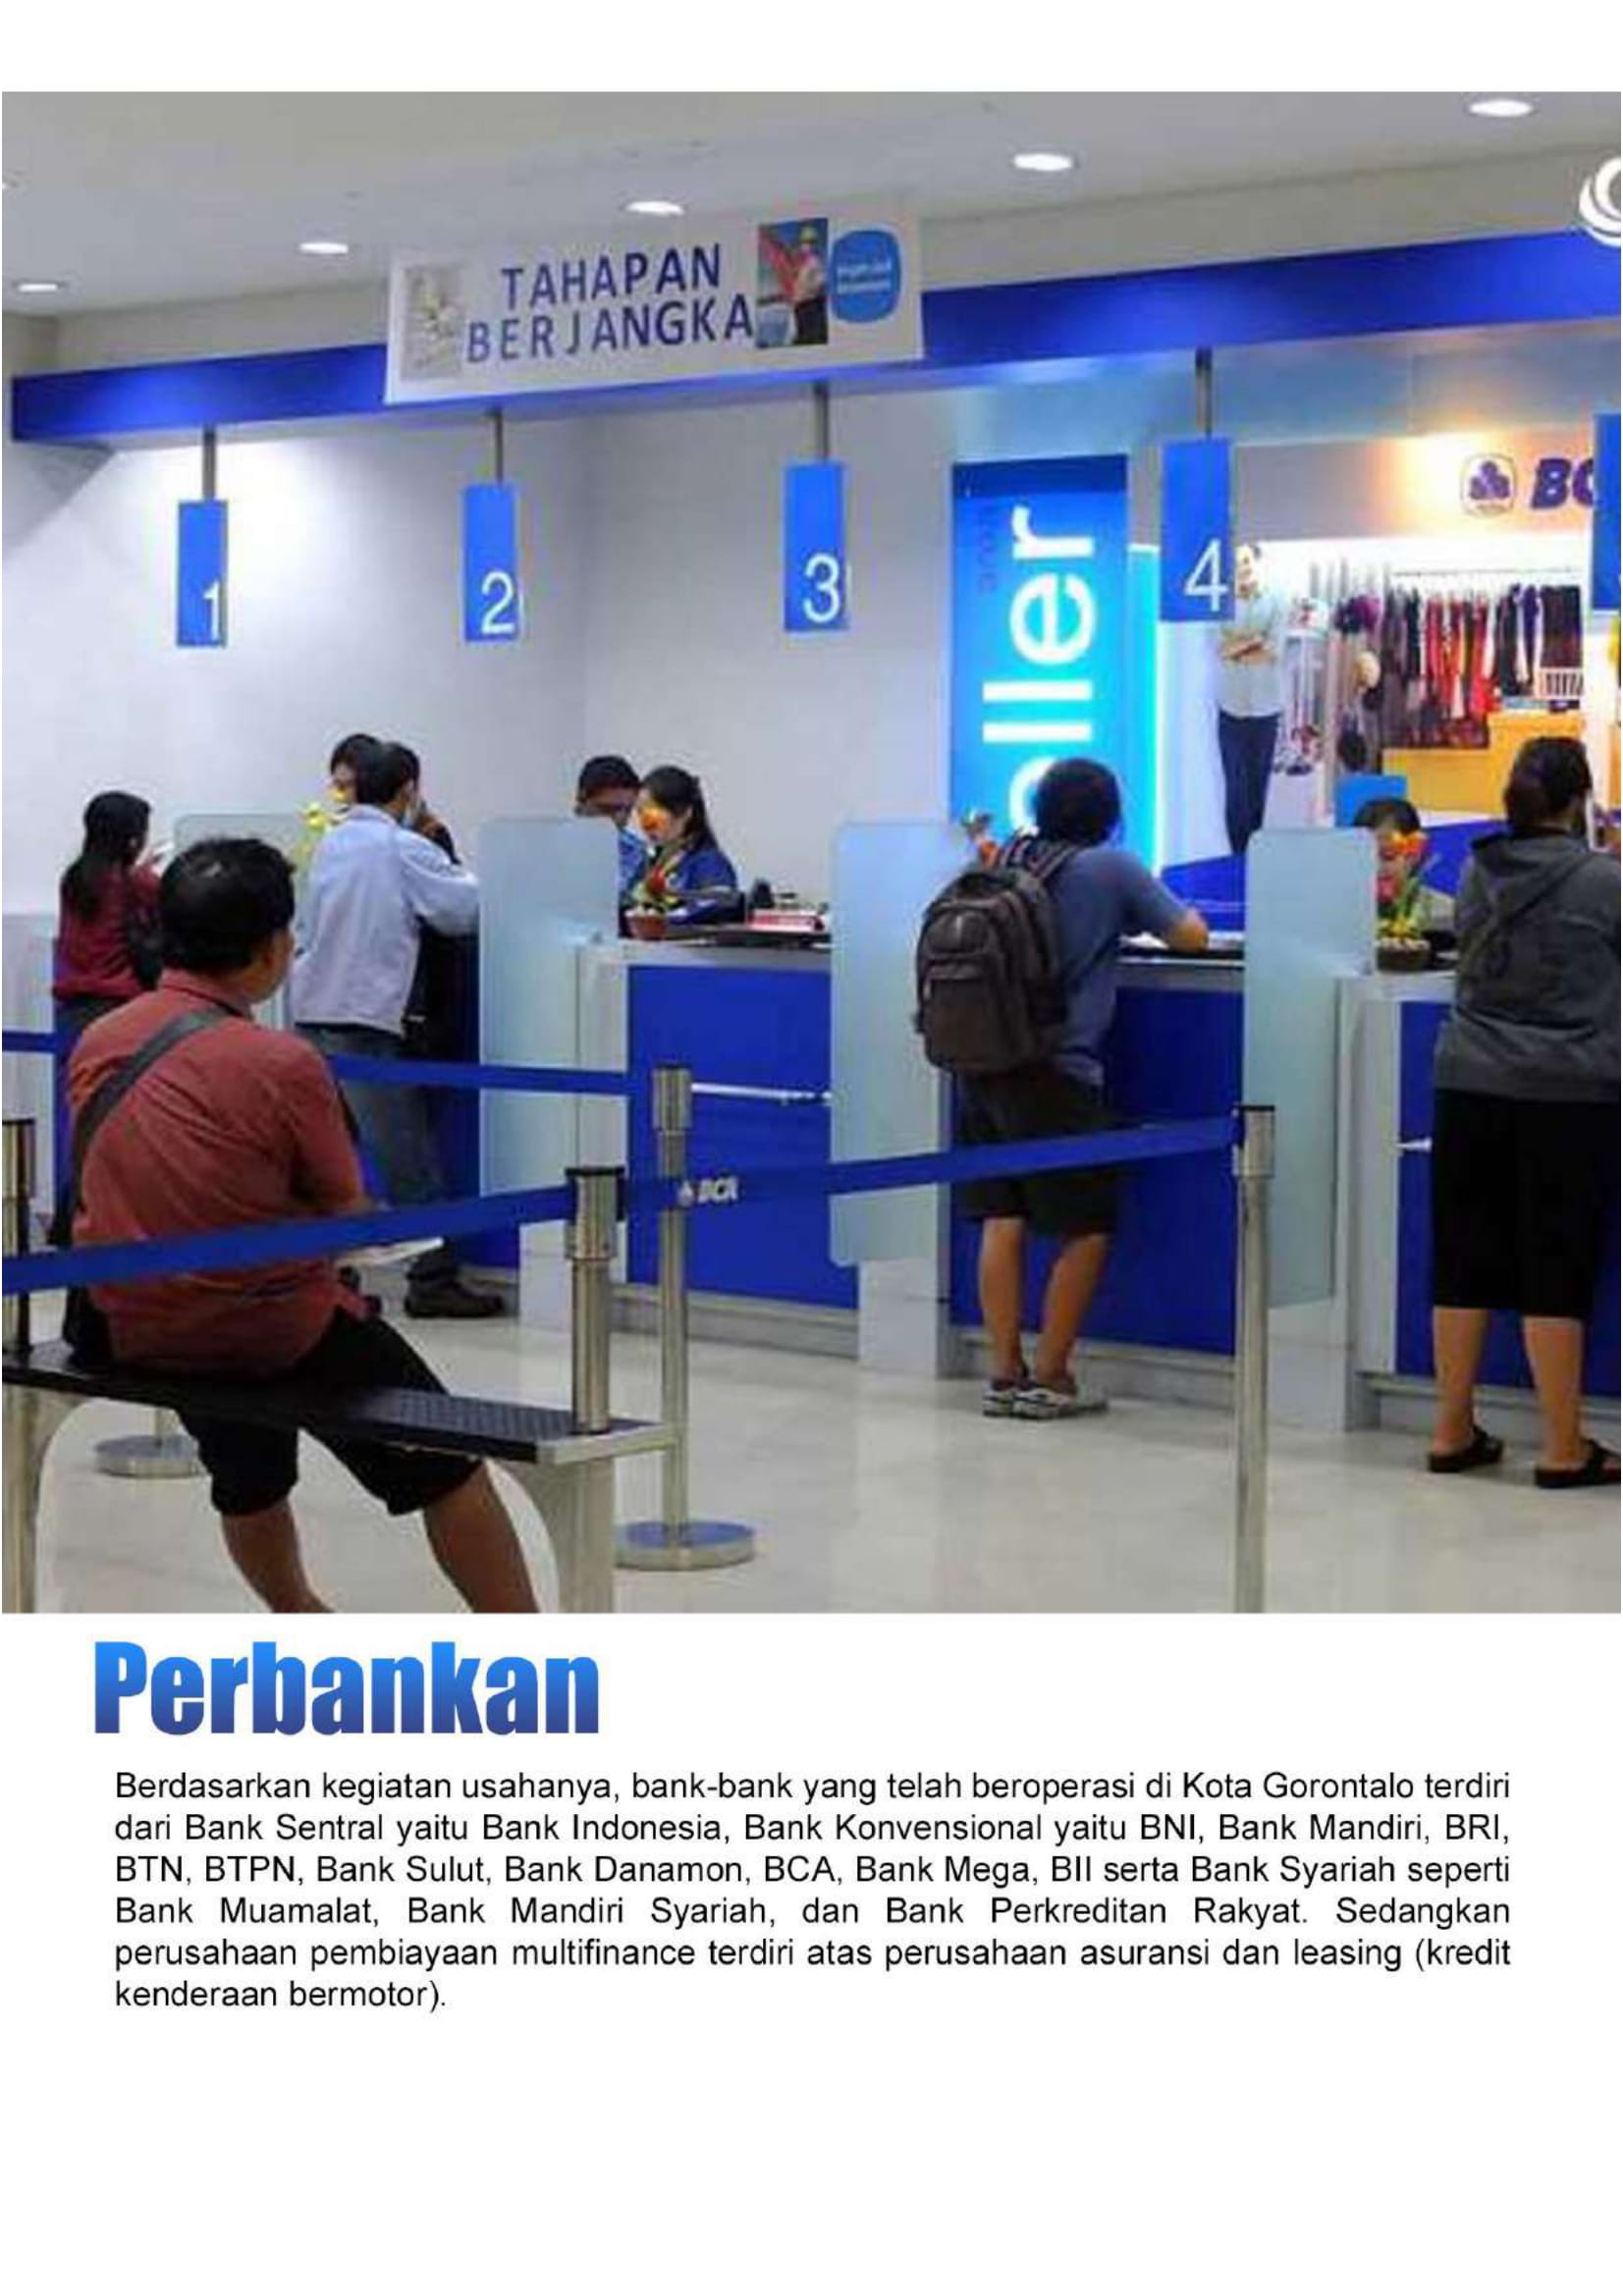 TAHAPAN
BERJANGKA
1
2
3
4
BCA
Perbankan
Berdasarkan kegiatan usahanya, bank-bank yang telah beroperasi di Kota Gorontalo terdiri
dari Bank Sentral yaitu Bank Indonesia, Bank Konvensional yaitu BNI, Bank Mandiri, BRI,
BTN, BTPN, Bank Sulut, Bank Danamon, BCA, Bank Mega, BII serta Bank Syariah seperti
Bank Muamalat, Bank Mandiri Syariah, dan Bank Perkreditan Rakyat. Sedangkan
perusahaan pembiayaan multifinance terdiri atas perusahaan asuransi dan leasing (kredit
kenderaan bermotor).